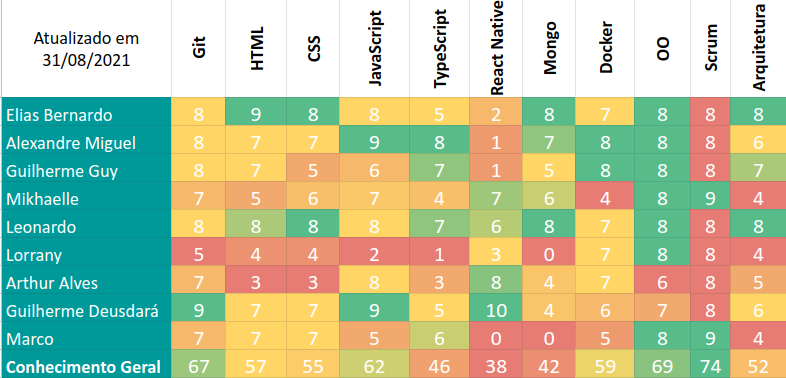 Atualizado em
31/08/2021
Git HTML CSS JavaScript TypeScript React Native Mongo Docker OO Scrum Arquitetura
Elias Bernardo 8 9 8 8 5 2 8 7 8 8 8
Alexandre Miguel 8 7 7 9 8 1 7 8 8 8 6
Guilherme Guy 8 7 5 6 7 1 5 8 8 8 7
Mikhaelle 7 5 6 7 4 7 6 4 8 9 4
Leonardo 8 8 8 8 7 6 8 7 8 8 8
Lorrany 5 4 4 2 1 3 0 7 8 8 4
Arthur Alves 7 3 3 8 3 8 4 7 6 8 5
Guilherme Deusdará 9 7 7 9 5 10 4 6 7 8 6
Marco 7 7 7 5 6 0 0 5 8 9 4
Conhecimento Geral 67 57 55 62 46 38 42 59 69 74 52